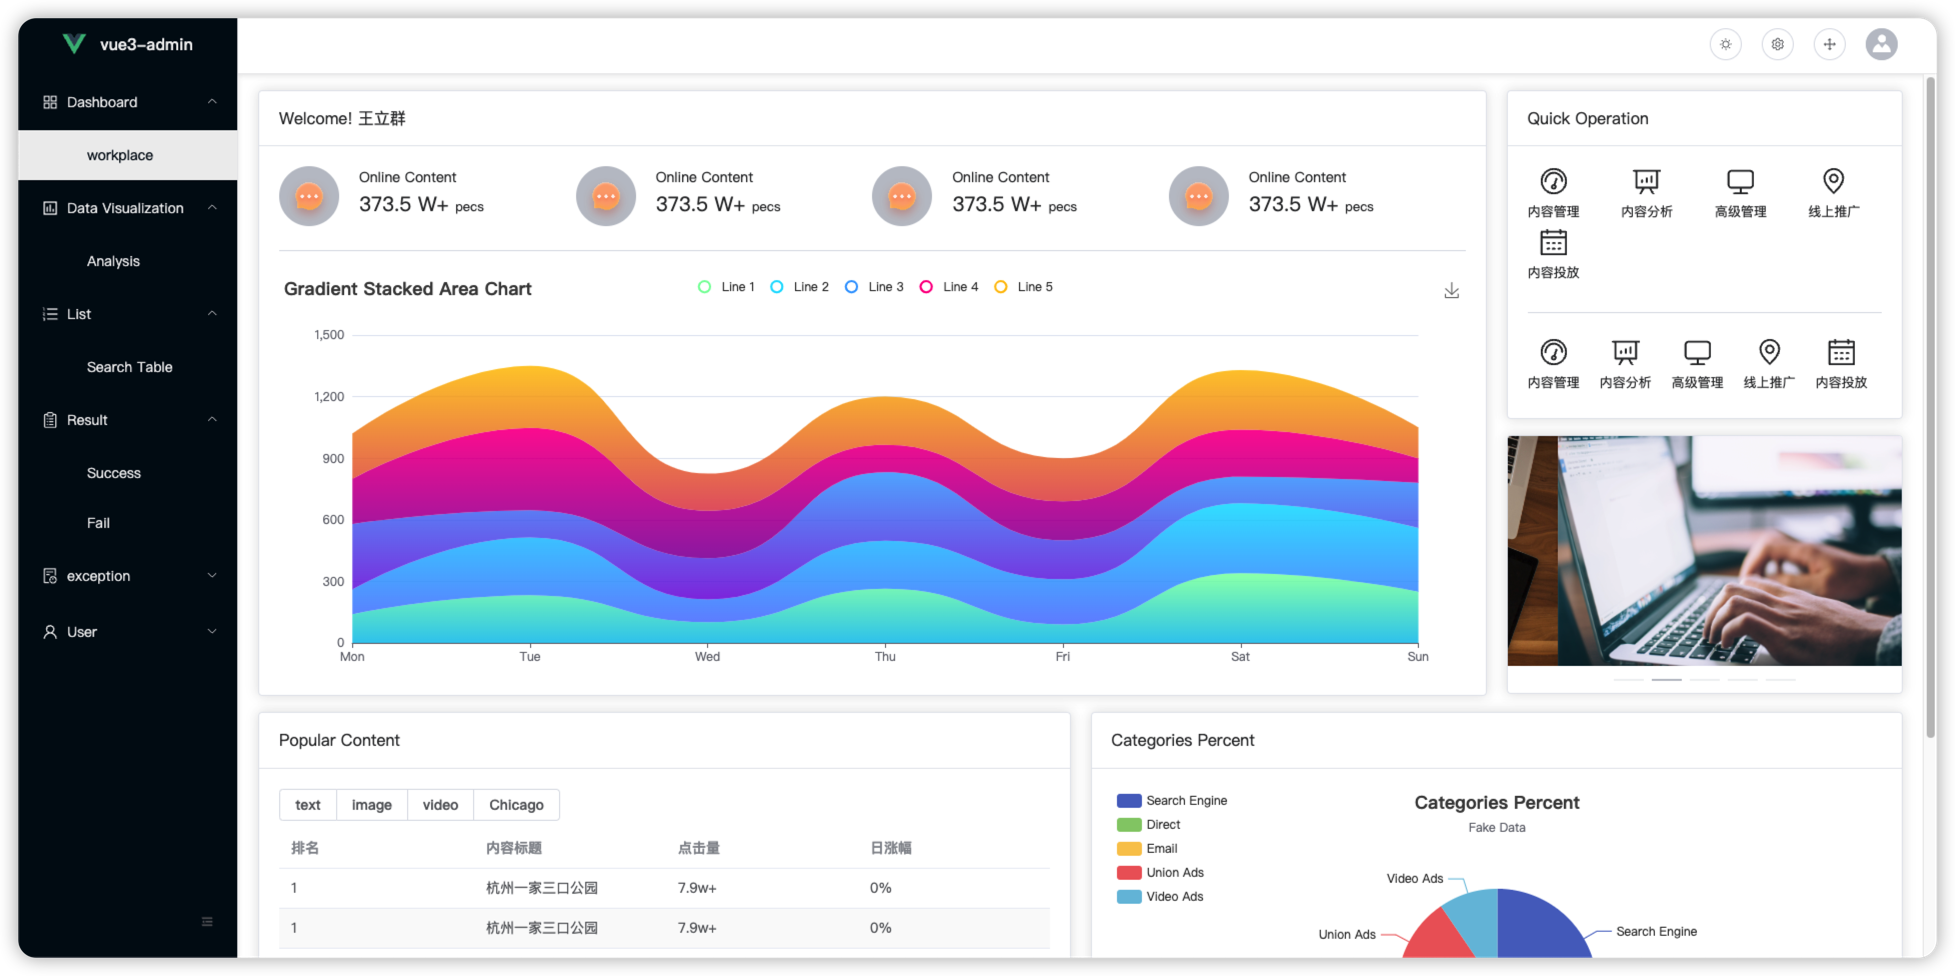 vue3-admin
Dashboard
workplace
Data Visualization
Analysis
List
Search Table
Result
Success
Fail
exception
User
Welcome! 王立群
Online Content
373.5 W+ pecs
Online Content
373.5 W+ pecs
Online Content
373.5 W+ pecs
Online Content
373.5 W+ pecs
Gradient Stacked Area Chart
Line 1 Line 2 Line 3 Line 4 Line 5
1,500
1,200
900
600
300
0
Mon Tue Wed Thu Fri Sat Sun
Quick Operation
内容管理 内容分析 高级管理 线上推广
内容投放
内容管理 内容分析 高级管理 线上推广 内容投放
Popular Content
text image video Chicago
排名 内容标题 点击量 日涨幅
1 杭州一家三口公园 7.9w+ 0%
1 杭州一家三口公园 7.9w+ 0%
Categories Percent
Search Engine
Direct
Email
Union Ads
Video Ads
Categories Percent
Fake Data
Video Ads
Union Ads
Search Engine